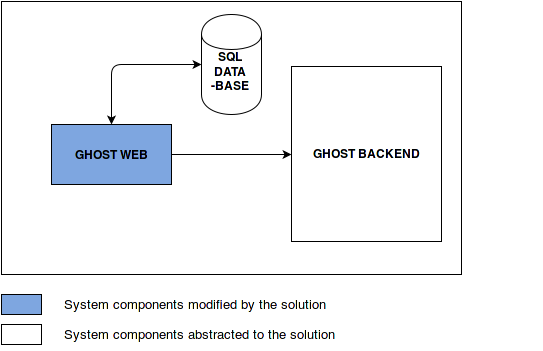 SQL
DATA
-BASE
GHOST WEB
GHOST BACKEND
System components modified by the solution
System components abstracted to the solution